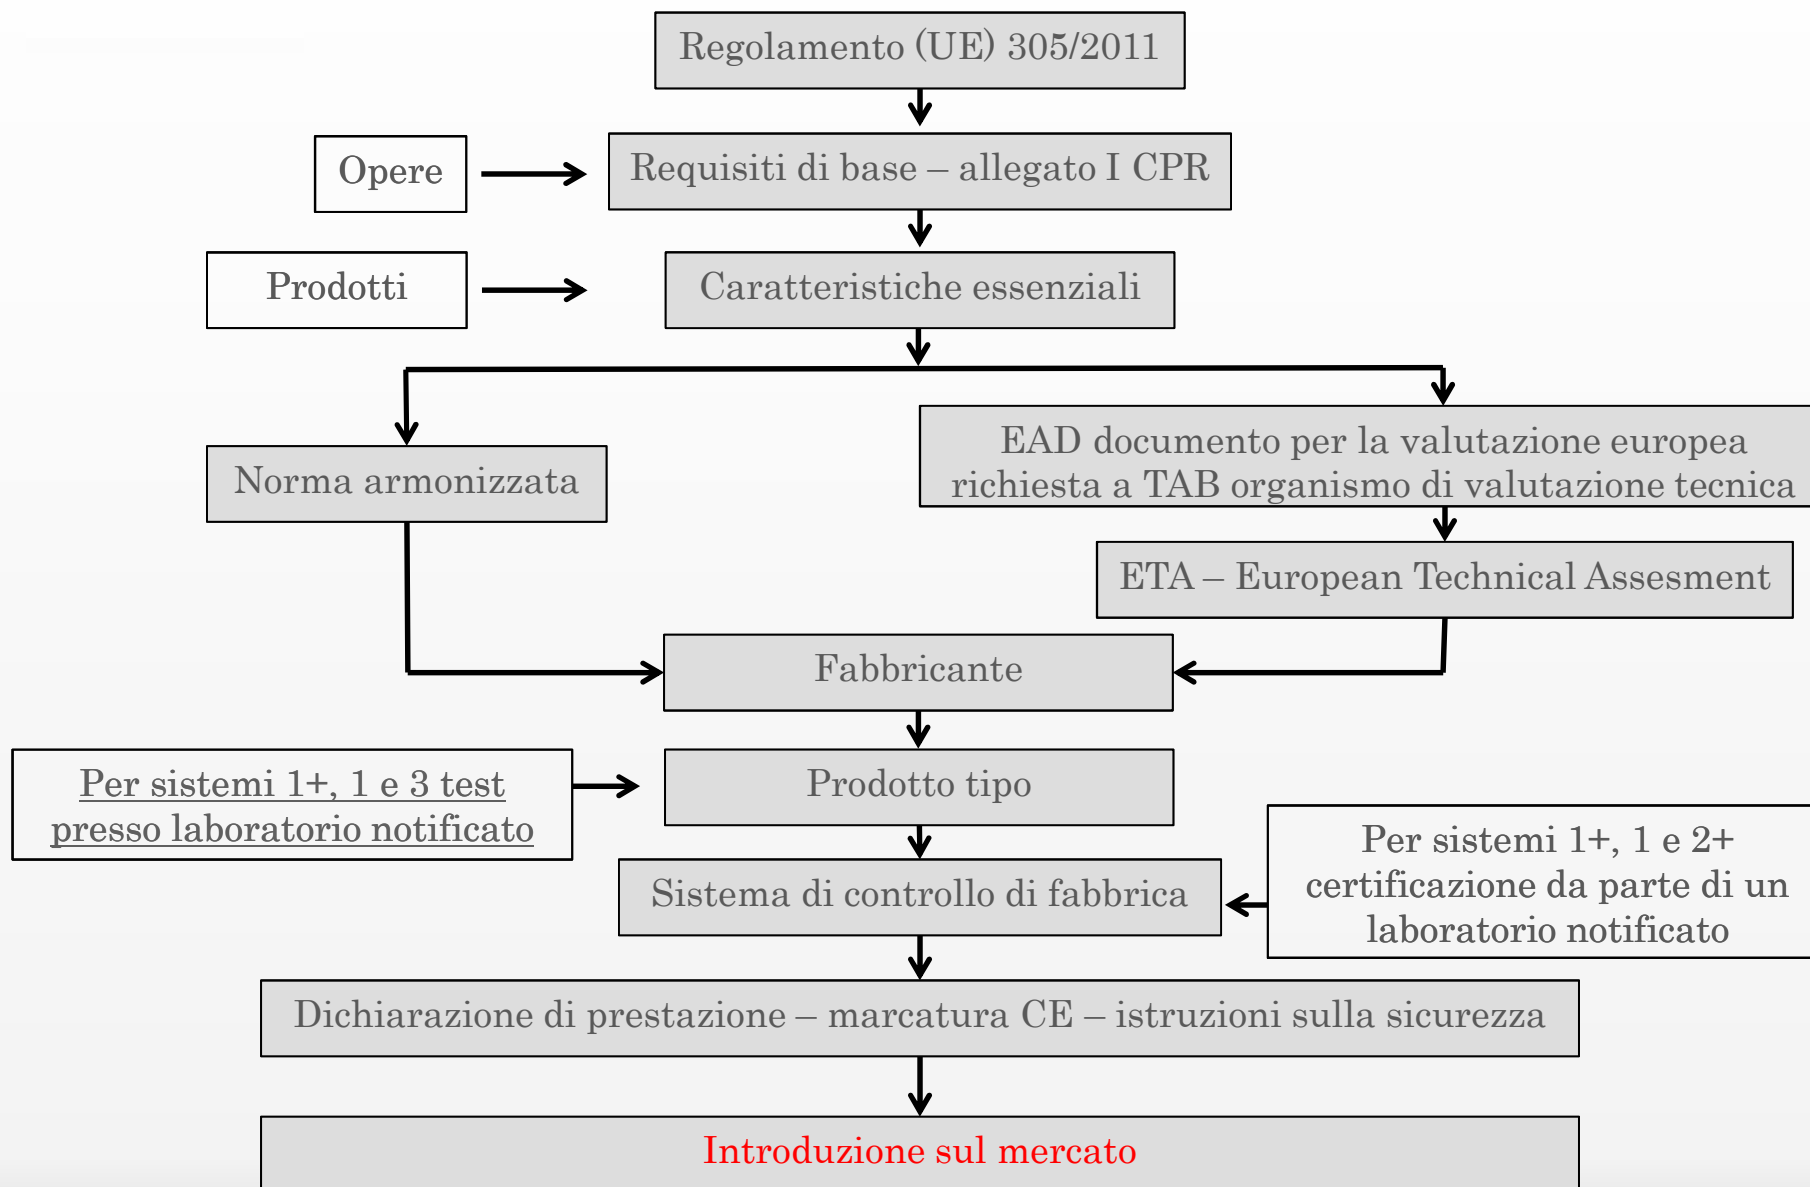 Regolamento (UE) 305/2011
Opere
Requisiti di base – allegato I CPR
Prodotti
Caratteristiche essenziali
Norma armonizzata
EAD documento per la valutazione europea
richiesta a TAB organismo di valutazione tecnica
ETA – European Technical Assesment
Fabbricante
Per sistemi 1+, 1 e 3 test
presso laboratorio notificato
Prodotto tipo
Sistema di controllo di fabbrica
Per sistemi 1+, 1 e 2+
certificazione da parte di un
laboratorio notificato
Dichiarazione di prestazione – marcatura CE – istruzioni sulla sicurezza
Introduzione sul mercato